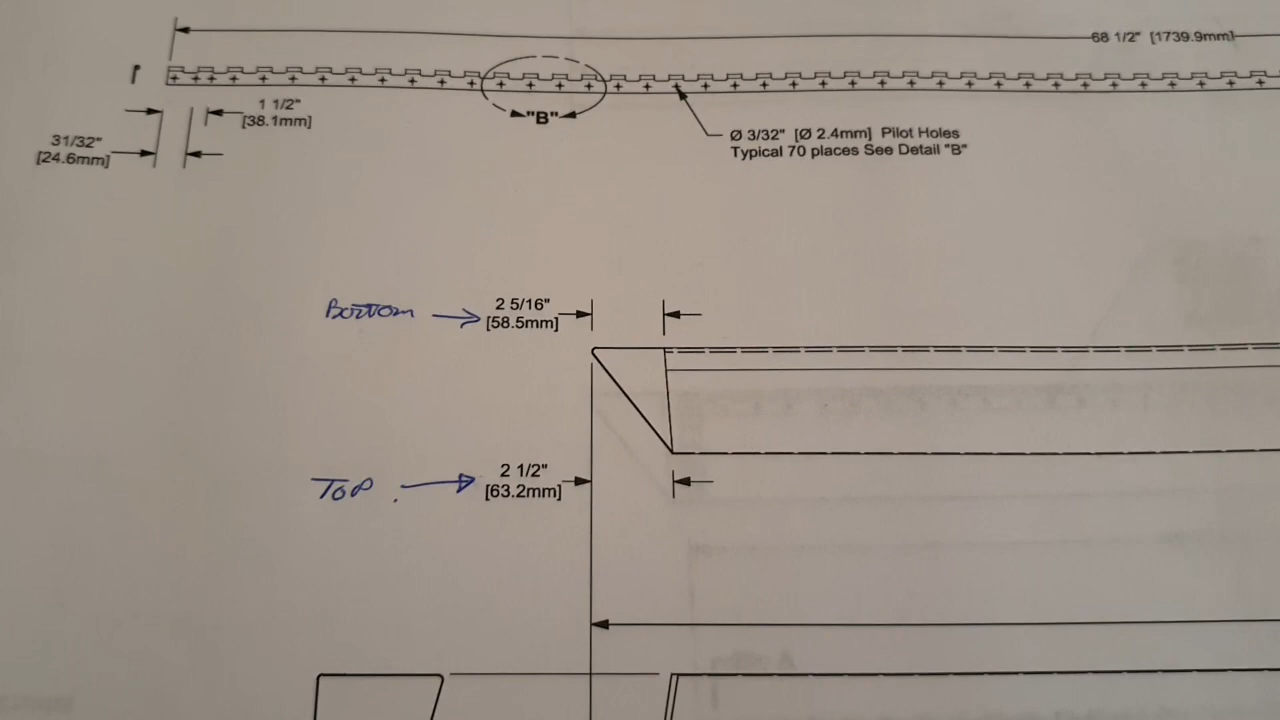 68 1/2" [1739.9mm]
1 1/2"
[38.1mm]
"B"
31/32"
[24.6mm]
Ø 3/32" [Ø 2.4mm] Pilot Holes
Typical 70 places See Detail "B"
Bottom
2 5/16"
[58.5mm]
Top.
2 1/2"
[63.2mm]